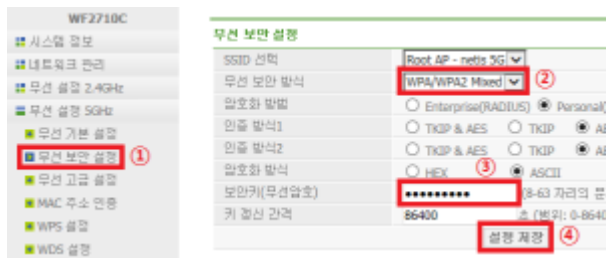 WF2710C
시스템 정보
네트워크 관리
무선 설정 2.4GHz
무선 설정 5GHz
무선 기본 설정
무선 보안 설정 ①
무선 고급 설정
MAC 주소 인증
WPS 설정
WDS 설정
무선 보안 설정
SSID 선택 Root AP - netis 5G
무선 보안 방식 WPA/WPA2 Mixed ②
암호화 방법 Enterprise(RADIUS) Personal(
인증 방식1 TKIP & AES TKIP AE
인증 방식2 TKIP & AES TKIP AE
암호화 방식 HEX ③ ASCII
보안키(무선암호) ••••••••• (8-63 자리의 문
키 갱신 간격 86400 초 (범위: 0-8640
설정 저장 ④